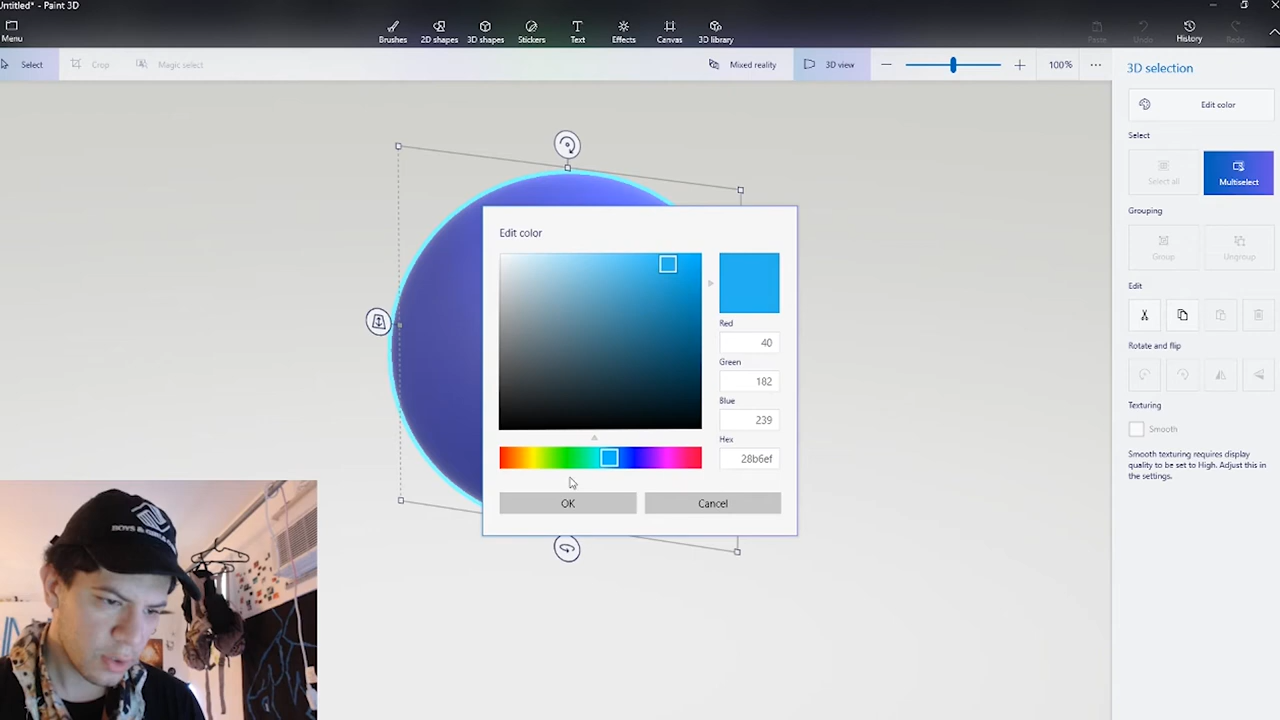 Untitled* - Paint 3D
Menu
Brushes
2D shapes
3D shapes
Stickers
Text
Effects
Canvas
3D library
Paste
Undo
History
Redo
Select
Crop
Magic select
Mixed reality
3D view
100%
3D selection
Edit color
Select
Select all
Multiselect
Grouping
Group
Ungroup
Edit
Rotate and flip
Texturing
Smooth
Smooth texturing requires display
quality to be set to High. Adjust this in
the settings.
Edit color
Red
40
Green
182
Blue
239
Hex
28b6ef
OK
Cancel
BOYS & GIRLS